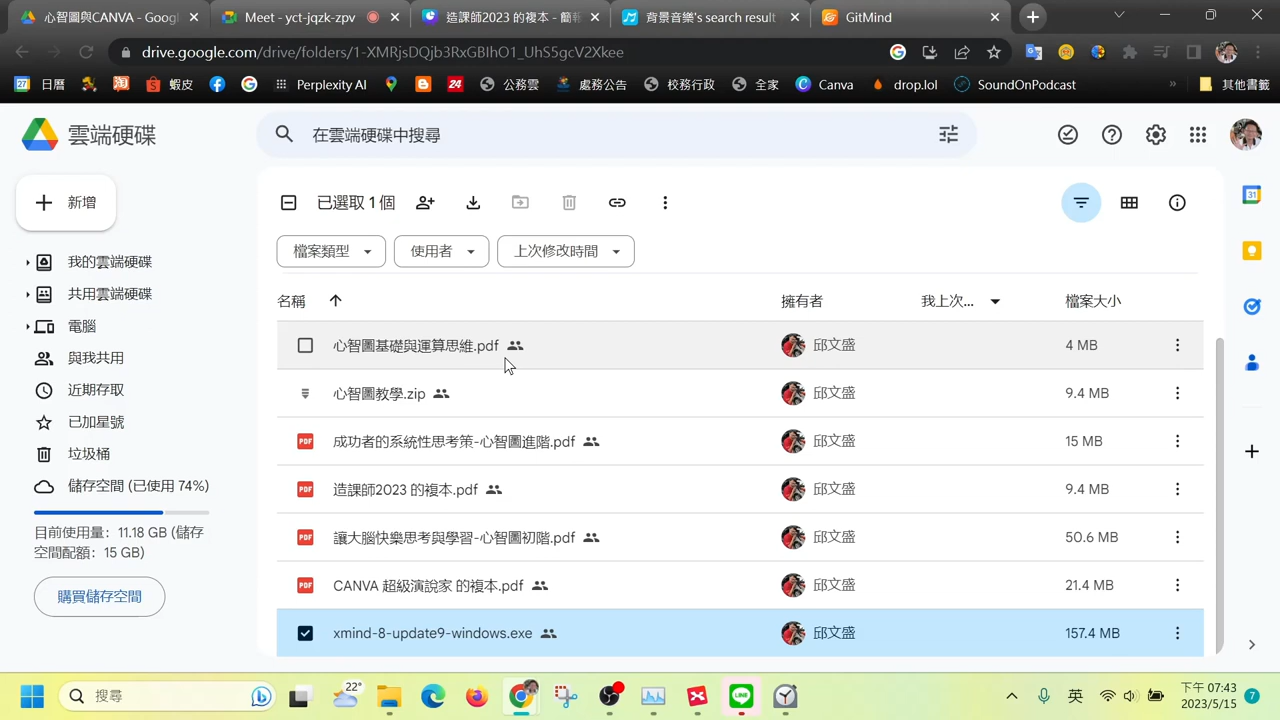 心智圖與CANVA - Googl
Meet - yct-jqzk-zpv
造課師2023 的複本 - 簡報
背景音樂's search result
GitMind
drive.google.com/drive/folders/1-XMRjsDQjb3RxGBIhO1_UhS5gcV2Xkee
27 日曆
淘
蝦皮
Perplexity AI
24
公務雲
處務公告
校務行政
全家
Canva
drop.lol
SoundOnPodcast
»
其他書籤
雲端硬碟
在雲端硬碟中搜尋
新增
已選取 1 個
檔案類型
使用者
上次修改時間
31
我的雲端硬碟
共用雲端硬碟
電腦
與我共用
近期存取
已加星號
垃圾桶
儲存空間 (已使用 74%)
目前使用量：11.18 GB (儲存
空間配額：15 GB)
購買儲存空間
名稱 擁有者 我上次... 檔案大小
心智圖基礎與運算思維.pdf 邱文盛 4 MB
心智圖教學.zip 邱文盛 9.4 MB
PDF 成功者的系統性思考策-心智圖進階.pdf 邱文盛 15 MB
PDF 造課師2023 的複本.pdf 邱文盛 9.4 MB
PDF 讓大腦快樂思考與學習-心智圖初階.pdf 邱文盛 50.6 MB
PDF CANVA 超級演說家 的複本.pdf 邱文盛 21.4 MB
xmind-8-update9-windows.exe 邱文盛 157.4 MB
搜尋
22°
LINE
英
下午 07:43
2023/5/15
7